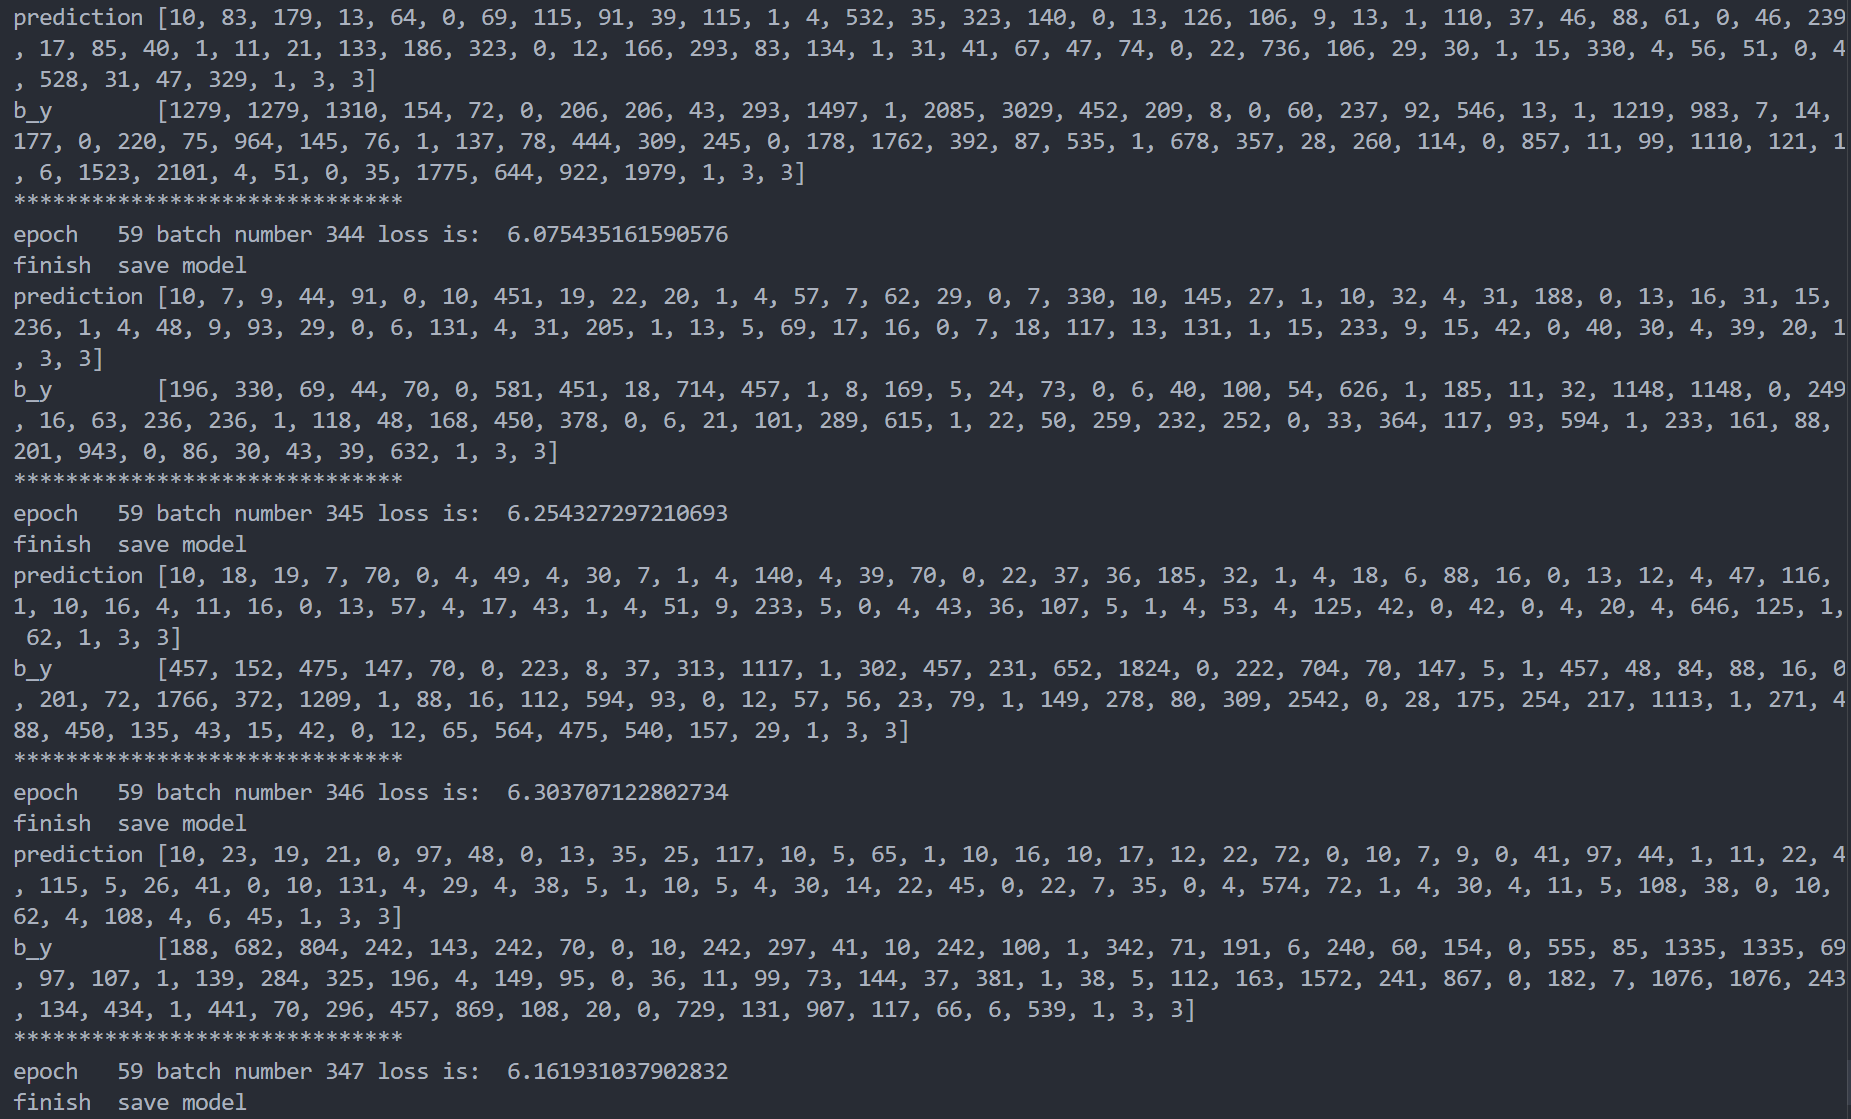 prediction [10, 83, 179, 13, 64, 0, 69, 115, 91, 39, 115, 1, 4, 532, 35, 323, 140, 0, 13, 126, 106, 9, 13, 1, 110, 37, 46, 88, 61, 0, 46, 239
, 17, 85, 40, 1, 11, 21, 133, 186, 323, 0, 12, 166, 293, 83, 134, 1, 31, 41, 67, 47, 74, 0, 22, 736, 106, 29, 30, 1, 15, 330, 4, 56, 51, 0, 4
, 528, 31, 47, 329, 1, 3, 3]
b_y        [1279, 1279, 1310, 154, 72, 0, 206, 206, 43, 293, 1497, 1, 2085, 3029, 452, 209, 8, 0, 60, 237, 92, 546, 13, 1, 1219, 983, 7, 14,
177, 0, 220, 75, 964, 145, 76, 1, 137, 78, 444, 309, 245, 0, 178, 1762, 392, 87, 535, 1, 678, 357, 28, 260, 114, 0, 857, 11, 99, 1110, 121, 1
, 6, 1523, 2101, 4, 51, 0, 35, 1775, 644, 922, 1979, 1, 3, 3]
******************************
epoch   59 batch number 344 loss is:  6.075435161590576
finish  save model
prediction [10, 7, 9, 44, 91, 0, 10, 451, 19, 22, 20, 1, 4, 57, 7, 62, 29, 0, 7, 330, 10, 145, 27, 1, 10, 32, 4, 31, 188, 0, 13, 16, 31, 15,
236, 1, 4, 48, 9, 93, 29, 0, 6, 131, 4, 31, 205, 1, 13, 5, 69, 17, 16, 0, 7, 18, 117, 13, 131, 1, 15, 233, 9, 15, 42, 0, 40, 30, 4, 39, 20, 1
, 3, 3]
b_y        [196, 330, 69, 44, 70, 0, 581, 451, 18, 714, 457, 1, 8, 169, 5, 24, 73, 0, 6, 40, 100, 54, 626, 1, 185, 11, 32, 1148, 1148, 0, 249
, 16, 63, 236, 236, 1, 118, 48, 168, 450, 378, 0, 6, 21, 101, 289, 615, 1, 22, 50, 259, 232, 252, 0, 33, 364, 117, 93, 594, 1, 233, 161, 88,
201, 943, 0, 86, 30, 43, 39, 632, 1, 3, 3]
******************************
epoch   59 batch number 345 loss is:  6.254327297210693
finish  save model
prediction [10, 18, 19, 7, 70, 0, 4, 49, 4, 30, 7, 1, 4, 140, 4, 39, 70, 0, 22, 37, 36, 185, 32, 1, 4, 18, 6, 88, 16, 0, 13, 12, 4, 47, 116,
1, 10, 16, 4, 11, 16, 0, 13, 57, 4, 17, 43, 1, 4, 51, 9, 233, 5, 0, 4, 43, 36, 107, 5, 1, 4, 53, 4, 125, 42, 0, 42, 0, 4, 20, 4, 646, 125, 1,
 62, 1, 3, 3]
b_y        [457, 152, 475, 147, 70, 0, 223, 8, 37, 313, 1117, 1, 302, 457, 231, 652, 1824, 0, 222, 704, 70, 147, 5, 1, 457, 48, 84, 88, 16, 0
, 201, 72, 1766, 372, 1209, 1, 88, 16, 112, 594, 93, 0, 12, 57, 56, 23, 79, 1, 149, 278, 80, 309, 2542, 0, 28, 175, 254, 217, 1113, 1, 271, 4
88, 450, 135, 43, 15, 42, 0, 12, 65, 564, 475, 540, 157, 29, 1, 3, 3]
******************************
epoch   59 batch number 346 loss is:  6.303707122802734
finish  save model
prediction [10, 23, 19, 21, 0, 97, 48, 0, 13, 35, 25, 117, 10, 5, 65, 1, 10, 16, 10, 17, 12, 22, 72, 0, 10, 7, 9, 0, 41, 97, 44, 1, 11, 22, 4
, 115, 5, 26, 41, 0, 10, 131, 4, 29, 4, 38, 5, 1, 10, 5, 4, 30, 14, 22, 45, 0, 22, 7, 35, 0, 4, 574, 72, 1, 4, 30, 4, 11, 5, 108, 38, 0, 10,
62, 4, 108, 4, 6, 45, 1, 3, 3]
b_y        [188, 682, 804, 242, 143, 242, 70, 0, 10, 242, 297, 41, 10, 242, 100, 1, 342, 71, 191, 6, 240, 60, 154, 0, 555, 85, 1335, 1335, 69
, 97, 107, 1, 139, 284, 325, 196, 4, 149, 95, 0, 36, 11, 99, 73, 144, 37, 381, 1, 38, 5, 112, 163, 1572, 241, 867, 0, 182, 7, 1076, 1076, 243
, 134, 434, 1, 441, 70, 296, 457, 869, 108, 20, 0, 729, 131, 907, 117, 66, 6, 539, 1, 3, 3]
******************************
epoch   59 batch number 347 loss is:  6.161931037902832
finish  save model